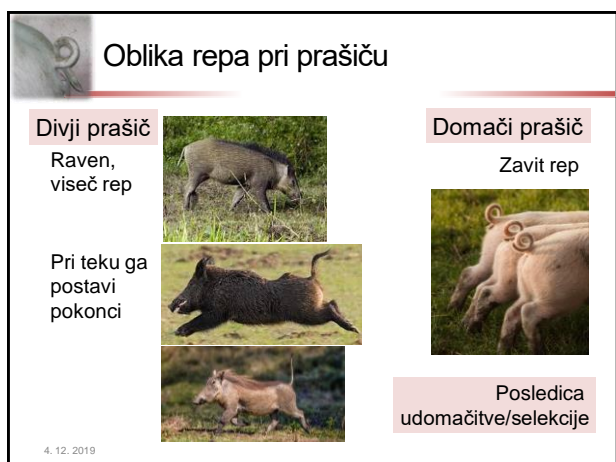 Oblika repa pri prašiču
Divji prašič
Raven,
viseč rep
Pri teku ga
postavi
pokonci
Domači prašič
Zavit rep
Posledica
udomačitve/selekcije
4. 12. 2019